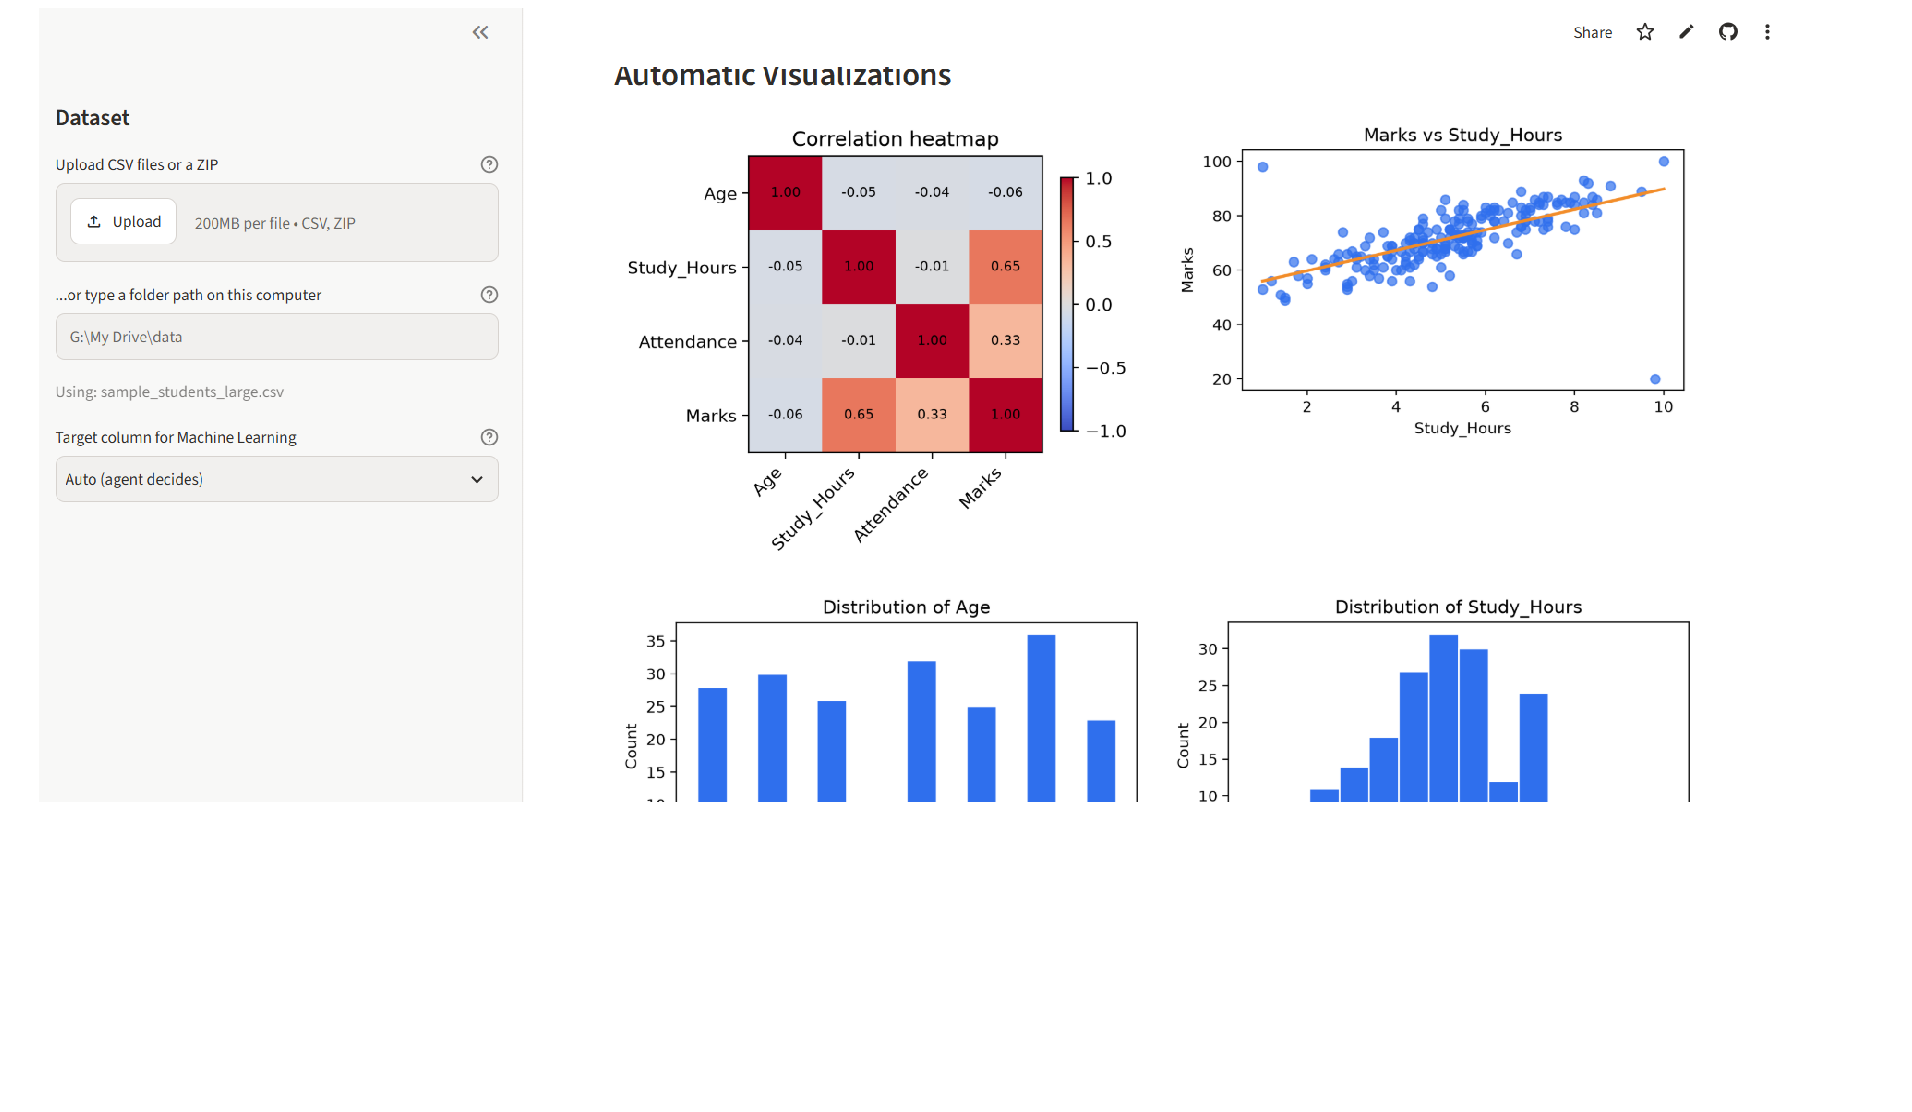 Share
Dataset
Upload CSV files or a ZIP
Upload
200MB per file • CSV, ZIP
...or type a folder path on this computer
G:\My Drive\data
Using: sample_students_large.csv
Target column for Machine Learning
Auto (agent decides)
Automatic Visualizations
Correlation heatmap
Age
1.00 -0.05 -0.04 -0.06
Study_Hours
-0.05 1.00 -0.01 0.65
Attendance
-0.04 -0.01 1.00 0.33
Marks
-0.06 0.65 0.33 1.00
Age
Study_Hours
Attendance
Marks
1.0
0.5
0.0
−0.5
−1.0
Marks vs Study_Hours
Marks
100
80
60
40
20
2 4 6 8 10
Study_Hours
Distribution of Age
Count
35
30
25
20
15
10
Distribution of Study_Hours
Count
30
25
20
15
10